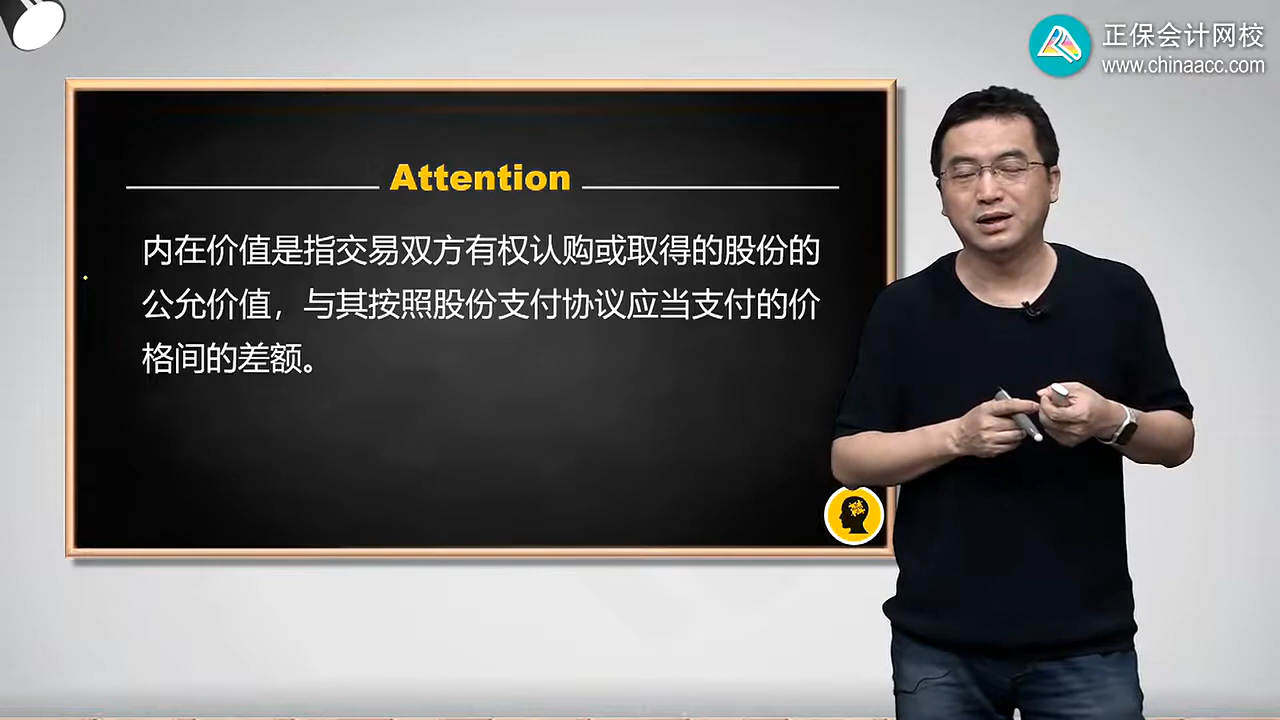 正保会计网校
www.chinaacc.com
Attention
内在价值是指交易双方有权认购或取得的股份的
公允价值，与其按照股份支付协议应当支付的价
格间的差额。